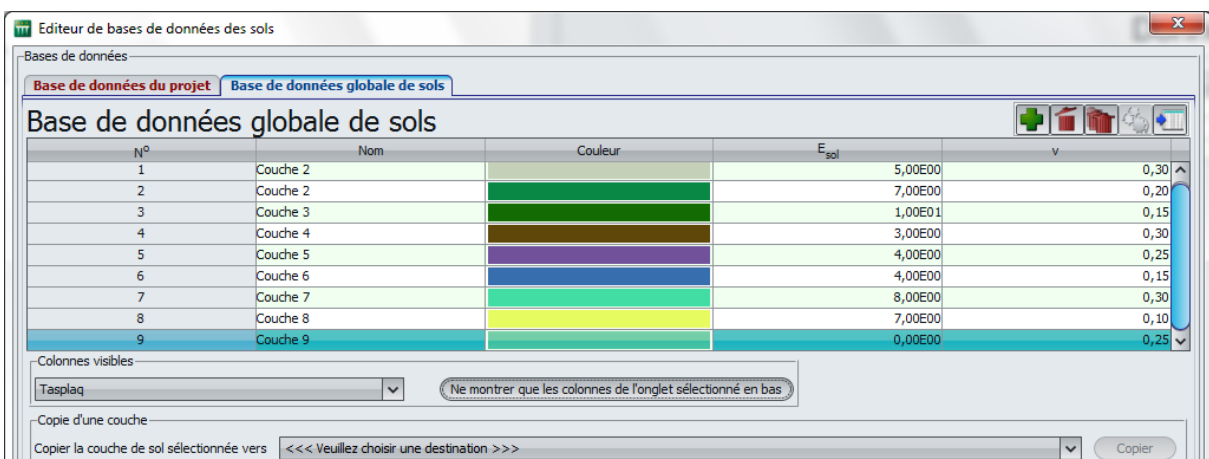 Editeur de bases de données des sols
Bases de données
Base de données du projet Base de données globale de sols
Base de données globale de sols
N° Nom Couleur Esol ν
1 Couche 2 5,00E00 0,30
2 Couche 2 7,00E00 0,20
3 Couche 3 1,00E01 0,15
4 Couche 4 3,00E00 0,30
5 Couche 5 4,00E00 0,25
6 Couche 6 4,00E00 0,15
7 Couche 7 8,00E00 0,30
8 Couche 8 7,00E00 0,10
9 Couche 9 0,00E00 0,25
Colonnes visibles
Tasplaq Ne montrer que les colonnes de l'onglet sélectionné en bas
Copie d'une couche
Copier la couche de sol sélectionnée vers <<< Veuillez choisir une destination >>> Copier